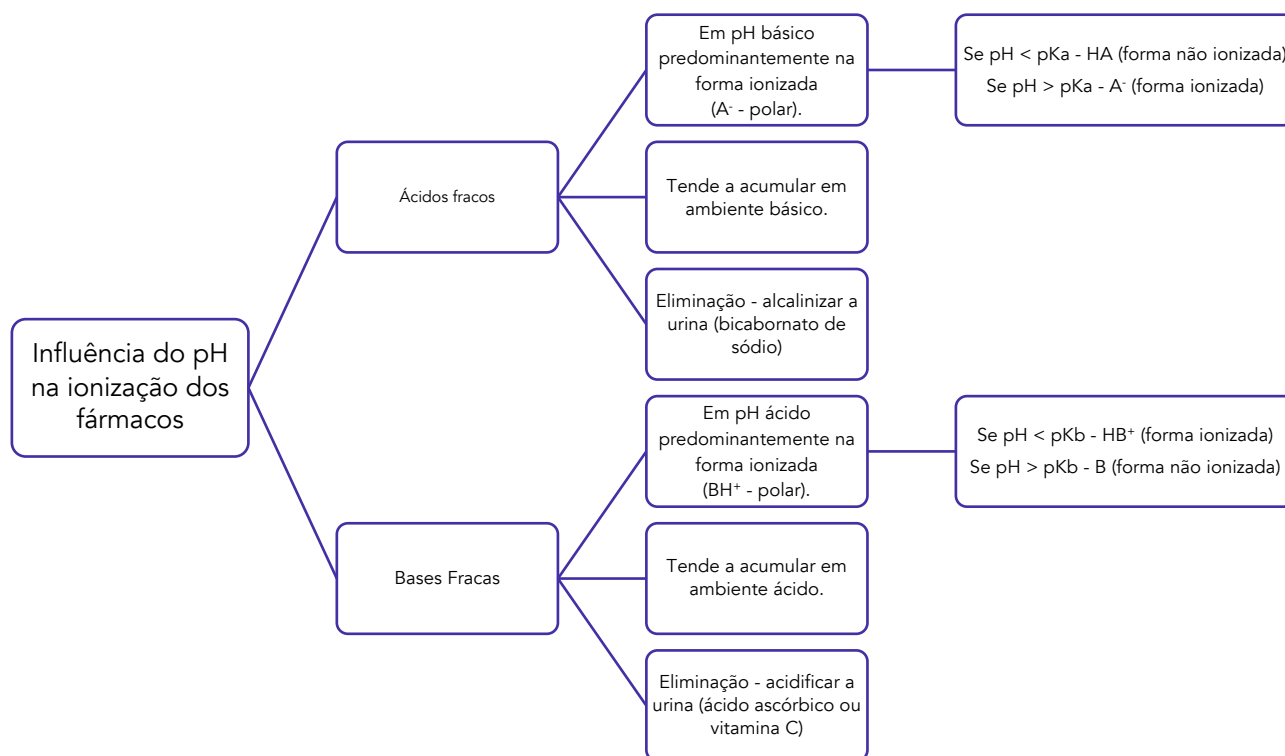 Influência do pH
na ionização dos
fármacos
Ácidos fracos
Em pH básico
predominantemente na
forma ionizada
(A⁻ - polar).
Se pH < pKa - HA (forma não ionizada)
Se pH > pKa - A⁻ (forma ionizada)
Tende a acumular em
ambiente básico.
Eliminação - alcalinizar a
urina (bicabornato de
sódio)
Bases Fracas
Em pH ácido
predominantemente na
forma ionizada
(BH⁺ - polar).
Se pH < pKb - HB⁺ (forma ionizada)
Se pH > pKb - B (forma não ionizada)
Tende a acumular em
ambiente ácido.
Eliminação - acidificar a
urina (ácido ascórbico ou
vitamina C)